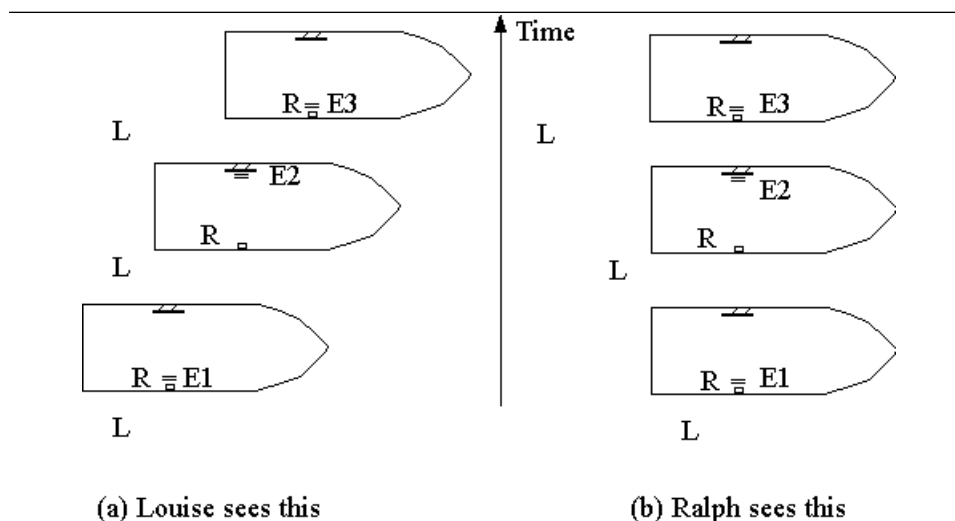 Time
R E3
L
E2
R
L
R E1
L
R E3
L
E2
R
L
R E1
L
(a) Louise sees this
(b) Ralph sees this